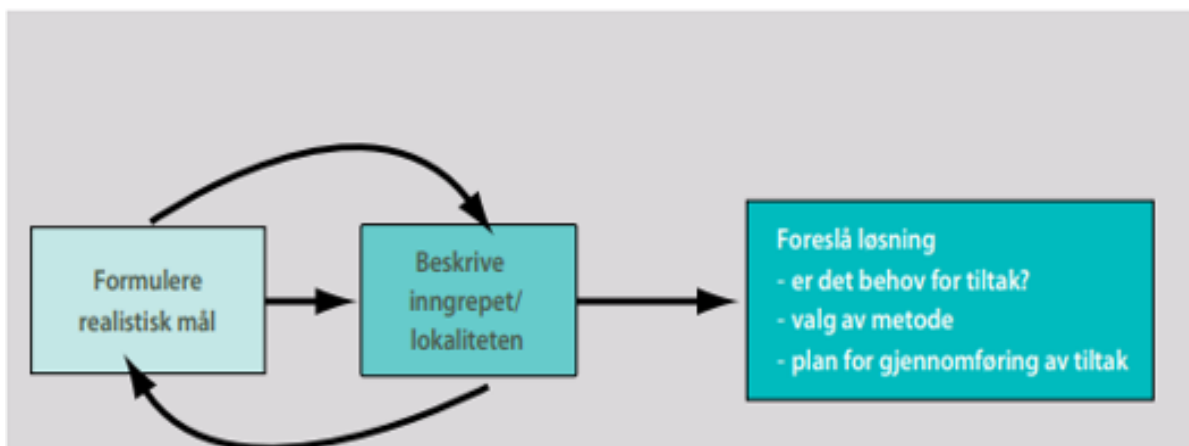 Formulere
realistisk mål
Beskrive
inngrepet/
lokaliteten
Foreslå løsning
- er det behov for tiltak?
- valg av metode
- plan for gjennomføring av tiltak